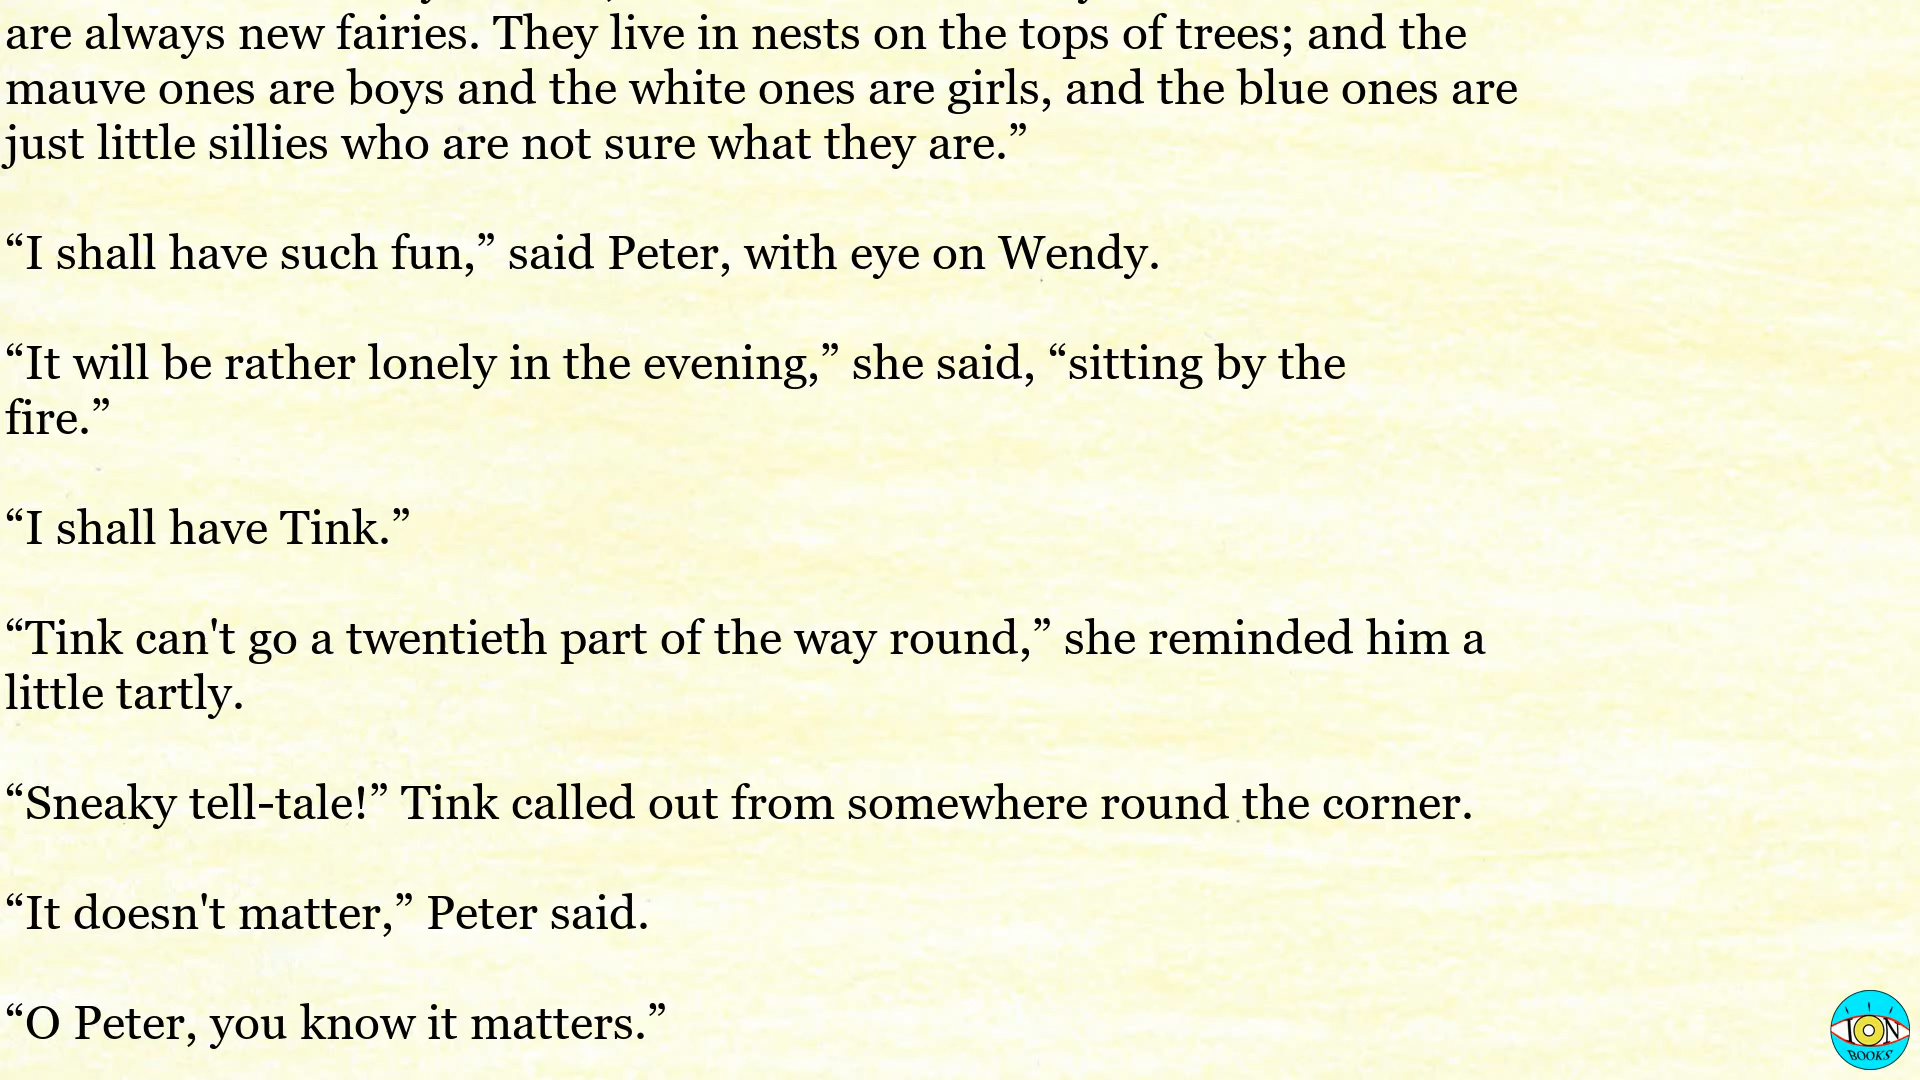 are always new fairies. They live in nests on the tops of trees; and the
mauve ones are boys and the white ones are girls, and the blue ones are
just little sillies who are not sure what they are.”
“I shall have such fun,” said Peter, with eye on Wendy.
“It will be rather lonely in the evening,” she said, “sitting by the
fire.”
“I shall have Tink.”
“Tink can't go a twentieth part of the way round,” she reminded him a
little tartly.
“Sneaky tell-tale!” Tink called out from somewhere round the corner.
“It doesn't matter,” Peter said.
“O Peter, you know it matters.”
ION
BOOKS